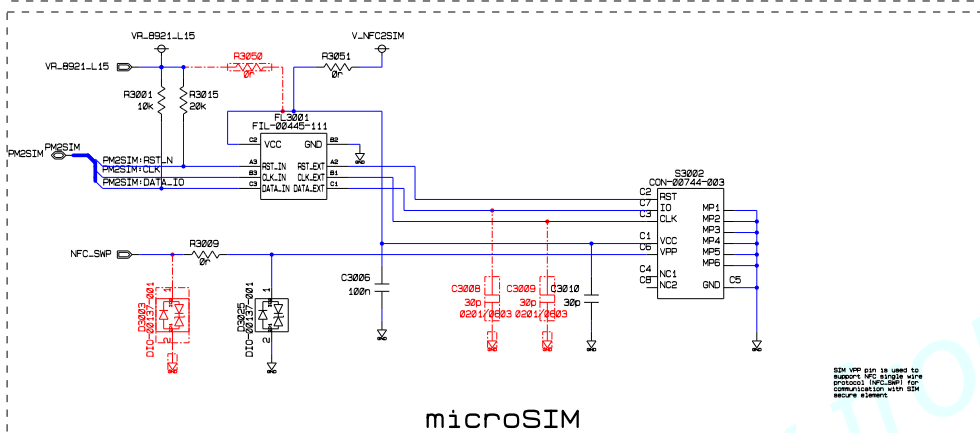 VR_8921_L15
V_NFC2SIM
VR_8921_L15
R3050
0r
R3051
0r
R3001
10k
R3015
20k
FL3001
FIL-00445-111
C2 VCC GND B2
PM2SIM
PM2SIM
PM2SIM:RST_N
PM2SIM:CLK
PM2SIM:DATA_IO
A3 RST_IN RST_EXT A2
B3 CLK_IN CLK_EXT B1
C3 DATA_IN DATA_EXT C1
S3002
CON-00744-003
C2 RST
C7 IO MP1
C3 CLK MP2
MP3
C1 VCC MP4
C6 VPP MP5
MP6
C4 NC1
C8 NC2 GND C5
NFC_SWP
R3009
0r
C3006
100n
C3008
30p
0201/0603
C3009
30p
0201/0603
C3010
30p
D3003
DIO-00137-001
1
2
D3025
DIO-00137-001
1
2
SIM VPP pin is used to
support NFC single wire
protocol (NFC_SWP) for
communication with SIM
secure element
microSIM